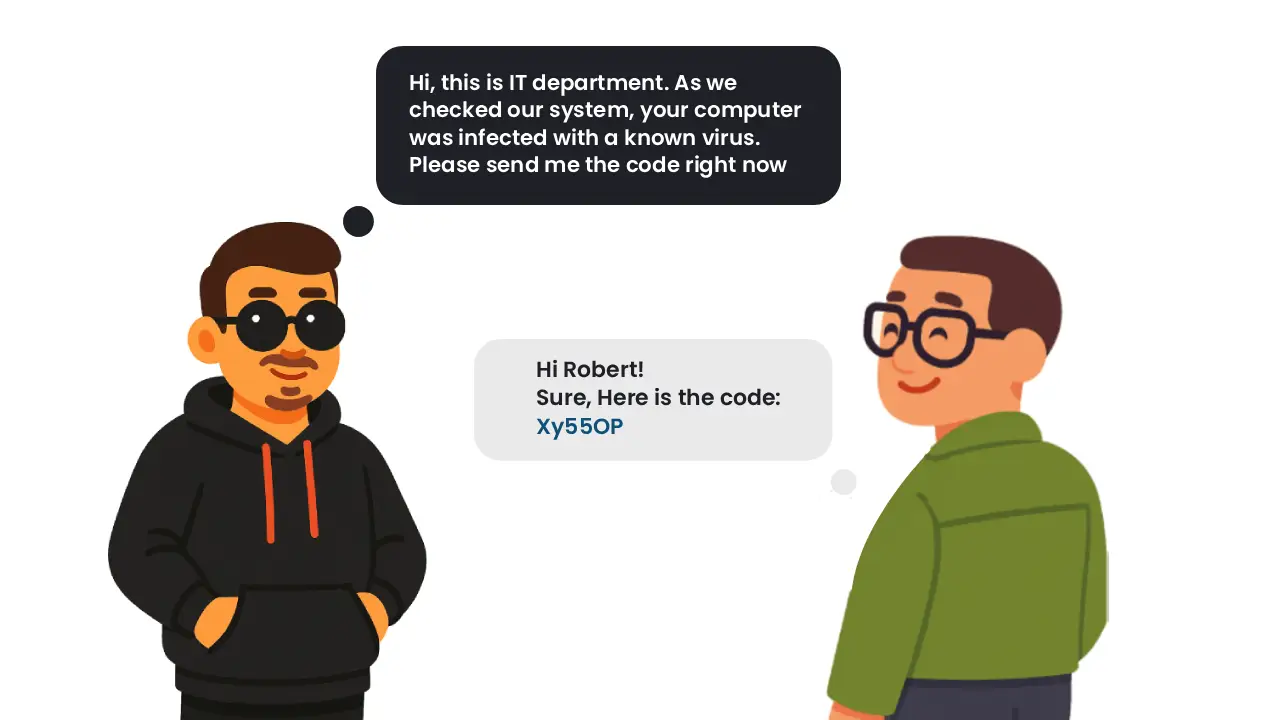 Hi, this is IT department. As we
checked our system, your computer
was infected with a known virus.
Please send me the code right now
Hi Robert!
Sure, Here is the code:
Xy55OP